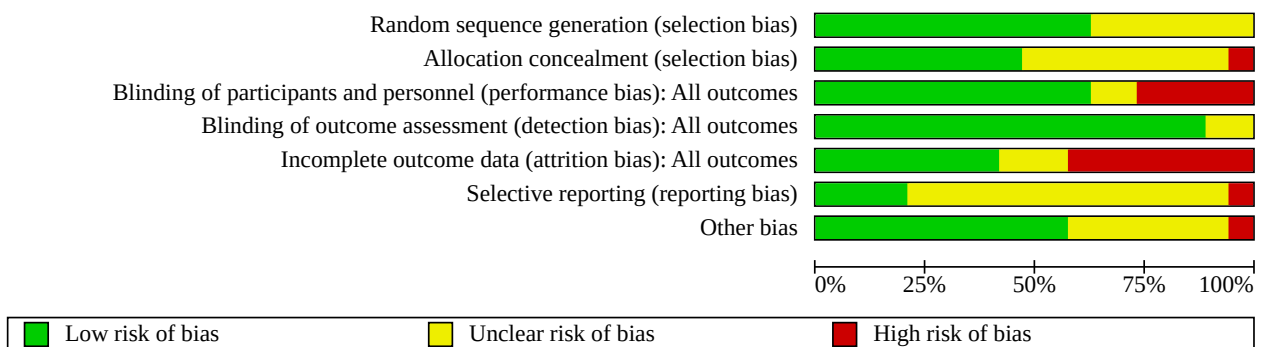 Random sequence generation (selection bias)
Allocation concealment (selection bias)
Blinding of participants and personnel (performance bias): All outcomes
Blinding of outcome assessment (detection bias): All outcomes
Incomplete outcome data (attrition bias): All outcomes
Selective reporting (reporting bias)
Other bias
0% 25% 50% 75% 100%
Low risk of bias Unclear risk of bias High risk of bias